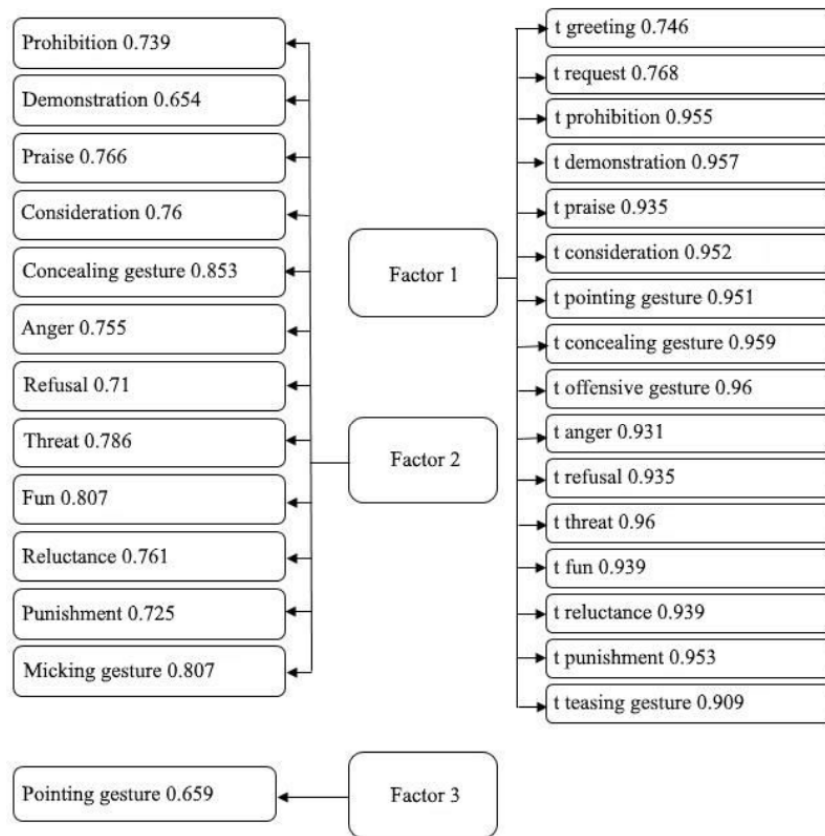 Prohibition 0.739
Demonstration 0.654
Praise 0.766
Consideration 0.76
Concealing gesture 0.853
Anger 0.755
Refusal 0.71
Threat 0.786
Fun 0.807
Reluctance 0.761
Punishment 0.725
Micking gesture 0.807
Pointing gesture 0.659
Factor 1
Factor 2
Factor 3
t greeting 0.746
t request 0.768
t prohibition 0.955
t demonstration 0.957
t praise 0.935
t consideration 0.952
t pointing gesture 0.951
t concealing gesture 0.959
t offensive gesture 0.96
t anger 0.931
t refusal 0.935
t threat 0.96
t fun 0.939
t reluctance 0.939
t punishment 0.953
t teasing gesture 0.909